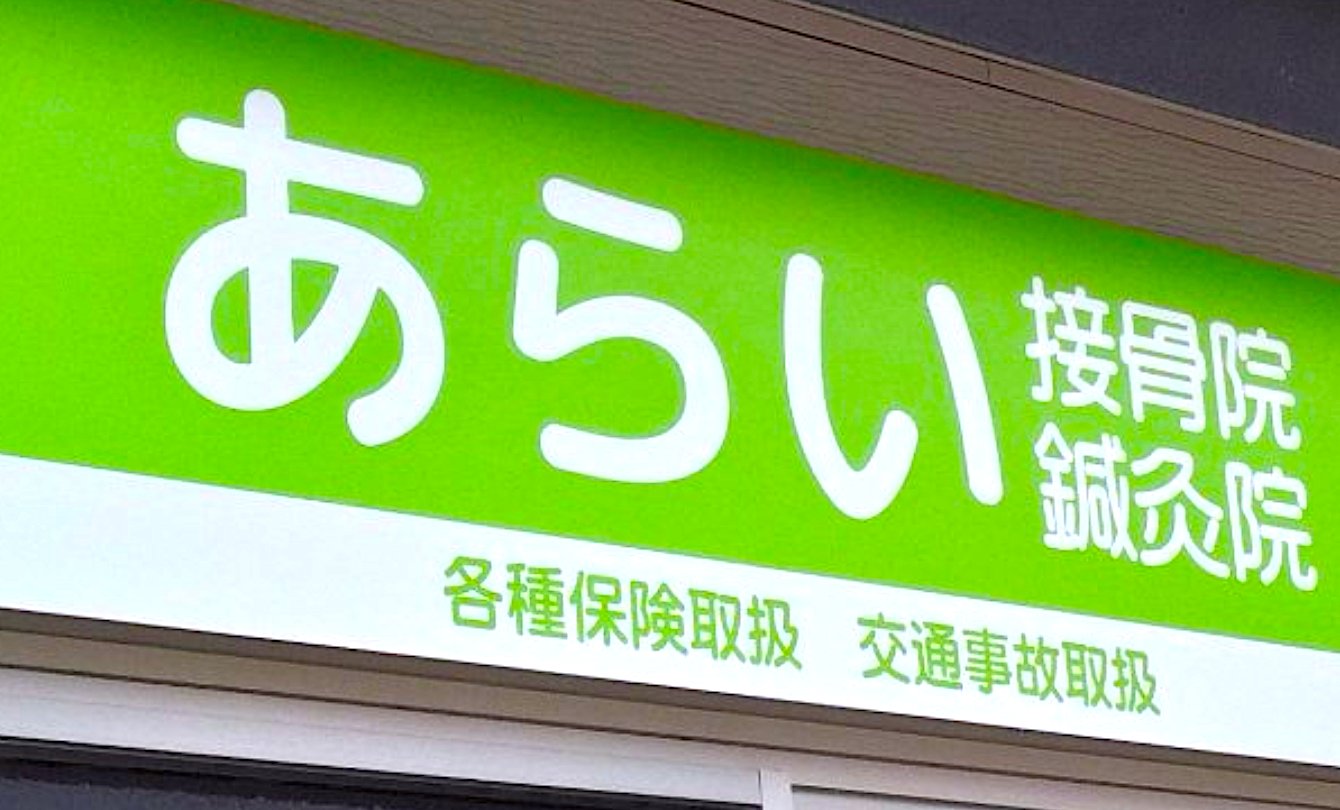 あらい
接骨院
鍼灸院
各種保険取扱　交通事故取扱